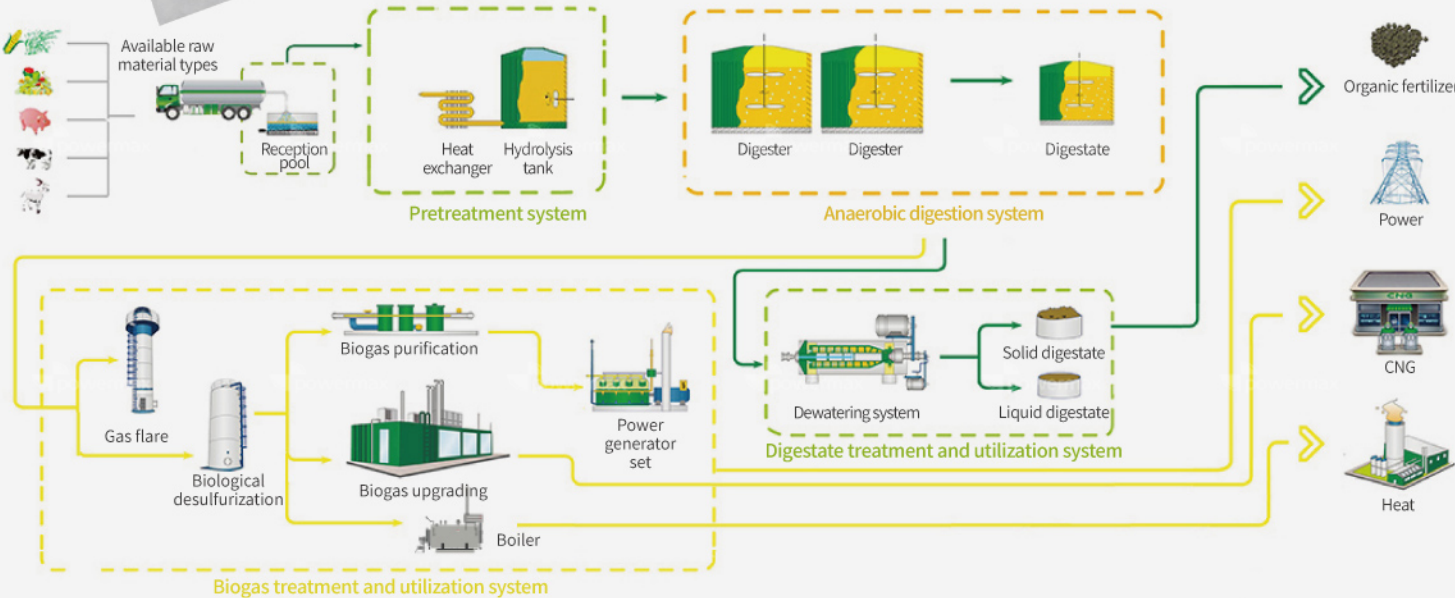 Available raw
material types
Reception
pool
Heat
exchanger
Hydrolysis
tank
Pretreatment system
Digester
Digester
Digestate
Anaerobic digestion system
Organic fertilizer
Power
CNG
CNG
Heat
Gas flare
Biological
desulfurization
Biogas purification
Biogas upgrading
Boiler
Power
generator
set
Biogas treatment and utilization system
Dewatering system
Solid digestate
Liquid digestate
Digestate treatment and utilization system